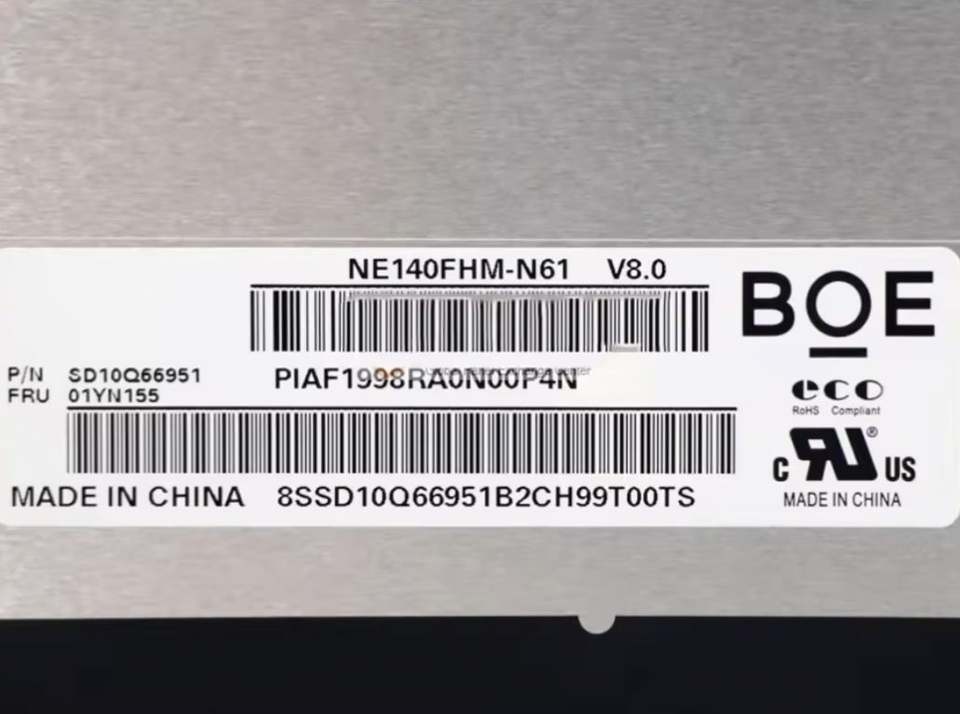 NE140FHM-N61 V8.0
BOE
PIAF1998RA0N00P4N
P/N SD10Q66951
FRU 01YN155
eco
RoHS Compliant
C RU ® US
MADE IN CHINA 8SSD10Q66951B2CH99T00TS
MADE IN CHINA